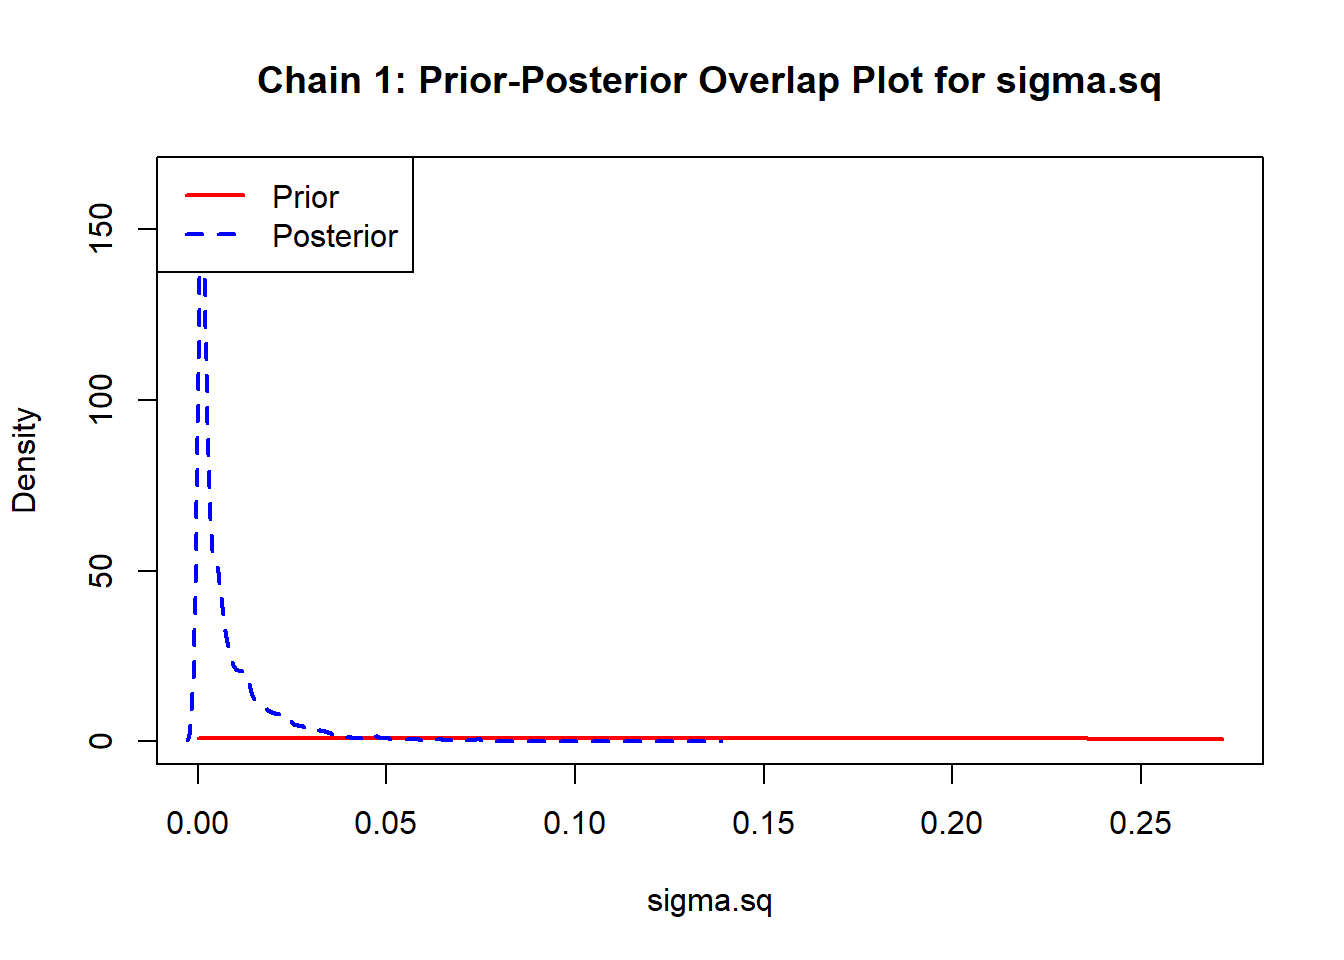 Chain 1: Prior-Posterior Overlap Plot for sigma.sq
Prior
Posterior
150
100
50
0
Density
0.00 0.05 0.10 0.15 0.20 0.25
sigma.sq